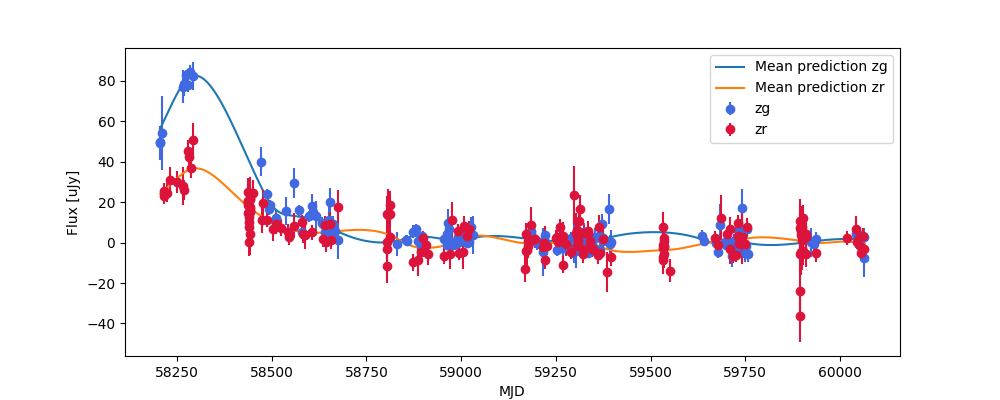 80
60
40
20
0
−20
−40
Flux [uJy]
58250
58500
58750
59000
59250
59500
59750
60000
MJD
Mean prediction zg
Mean prediction zr
zg
zr